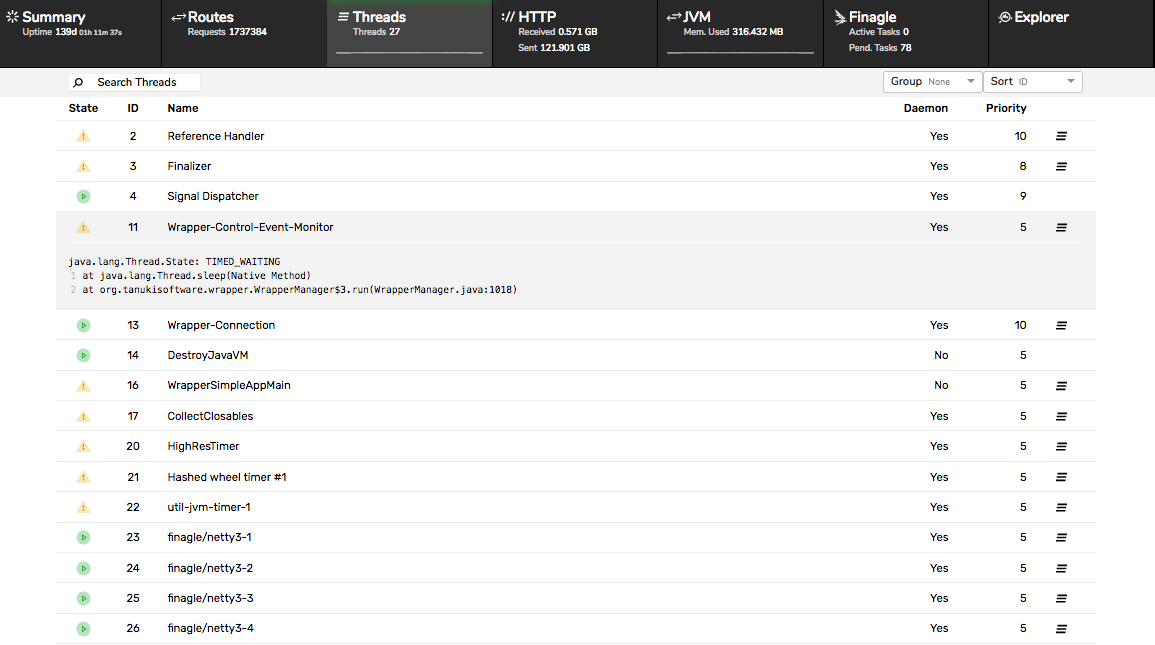 Summary
Uptime 139d 01h 11m 37s
Routes
Requests 1737384
Threads
Threads 27
:// HTTP
Received 0.571 GB
Sent 121.901 GB
JVM
Mem. Used 316.432 MB
Finagle
Active Tasks 0
Pend. Tasks 78
Explorer
Search Threads
Group None
Sort ID
State ID Name Daemon Priority
2 Reference Handler Yes 10
3 Finalizer Yes 8
4 Signal Dispatcher Yes 9
11 Wrapper-Control-Event-Monitor Yes 5
java.lang.Thread.State: TIMED_WAITING
1 at java.lang.Thread.sleep(Native Method)
2 at org.tanukisoftware.wrapper.WrapperManager$3.run(WrapperManager.java:1018)
13 Wrapper-Connection Yes 10
14 DestroyJavaVM No 5
16 WrapperSimpleAppMain No 5
17 CollectClosables Yes 5
20 HighResTimer Yes 5
21 Hashed wheel timer #1 Yes 5
22 util-jvm-timer-1 Yes 5
23 finagle/netty3-1 Yes 5
24 finagle/netty3-2 Yes 5
25 finagle/netty3-3 Yes 5
26 finagle/netty3-4 Yes 5